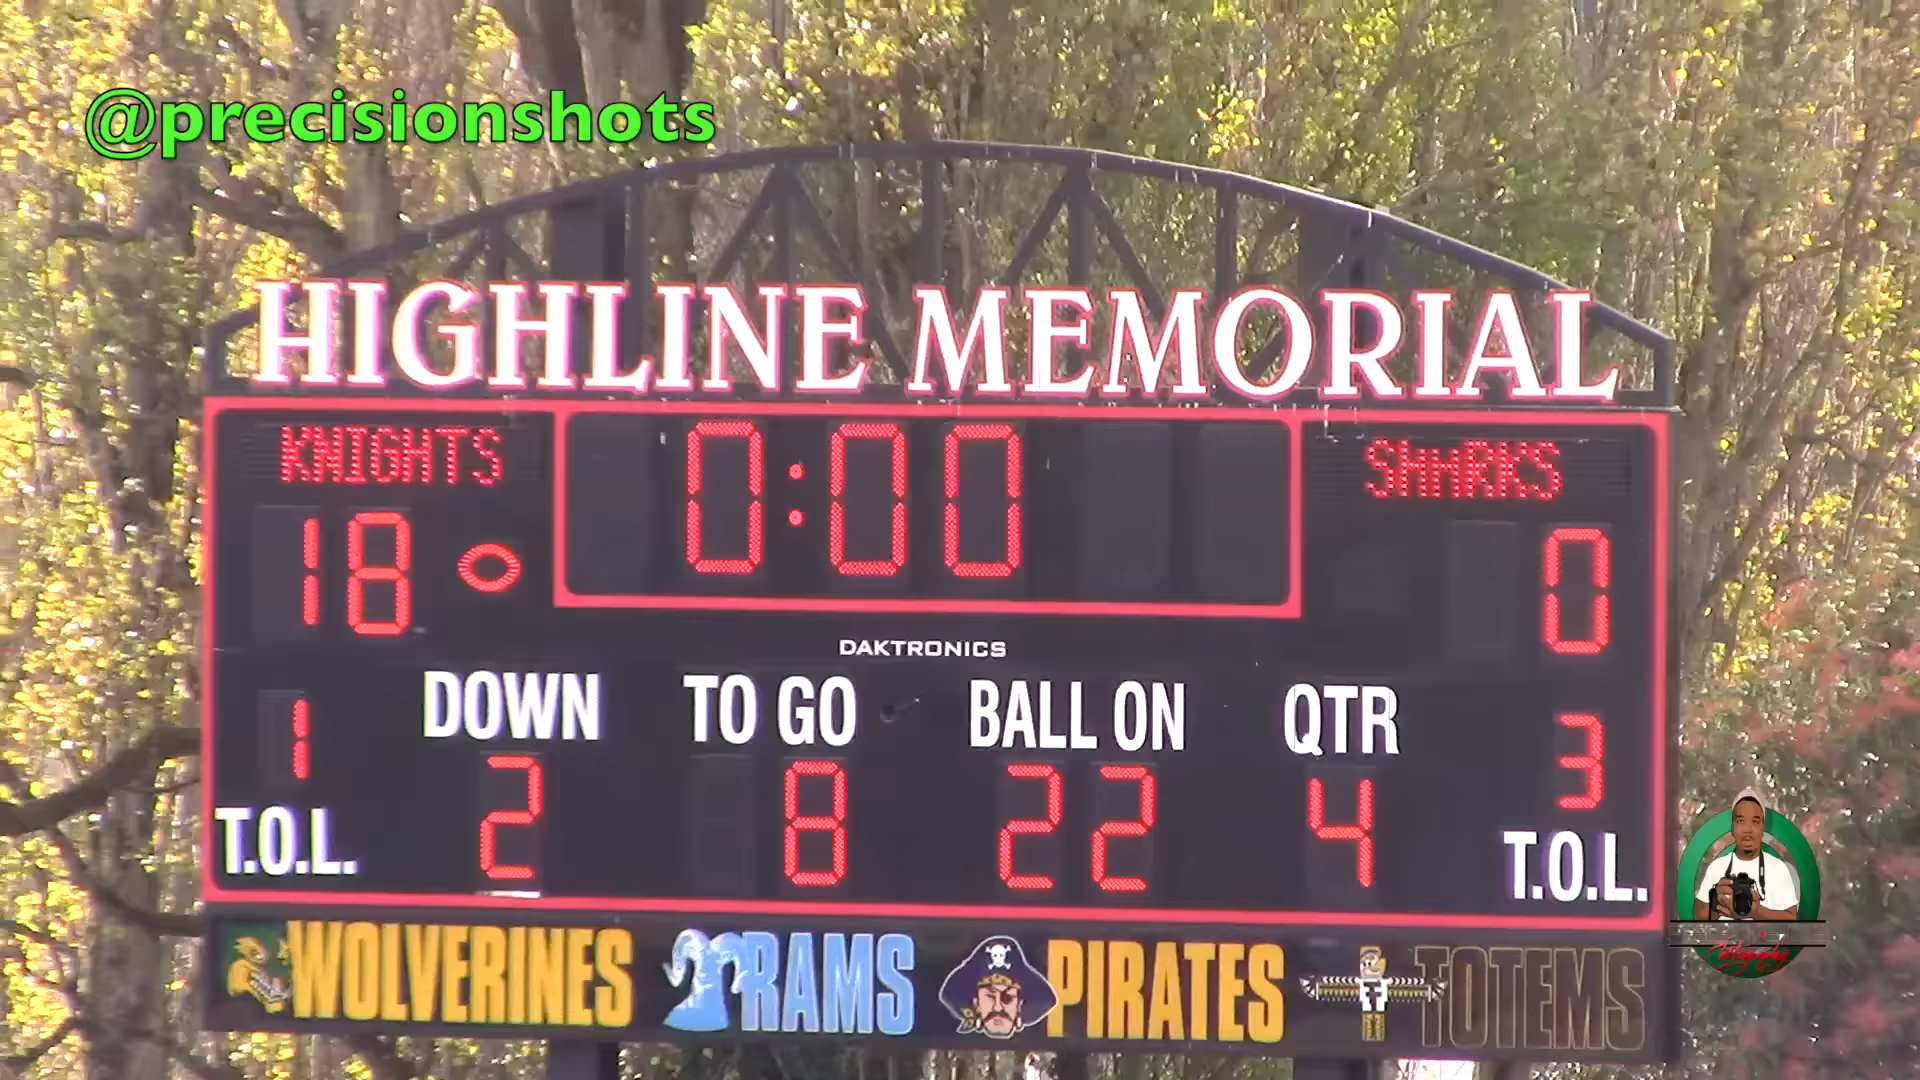 @precisionshots
HIGHLINE MEMORIAL
KNIGHTS 0:00 SHARKS
18 0
DAKTRONICS
DOWN TO GO BALL ON QTR
1 2 8 22 4 3
T.O.L. T.O.L.
WOLVERINES RAMS PIRATES TOTEMS
Photography